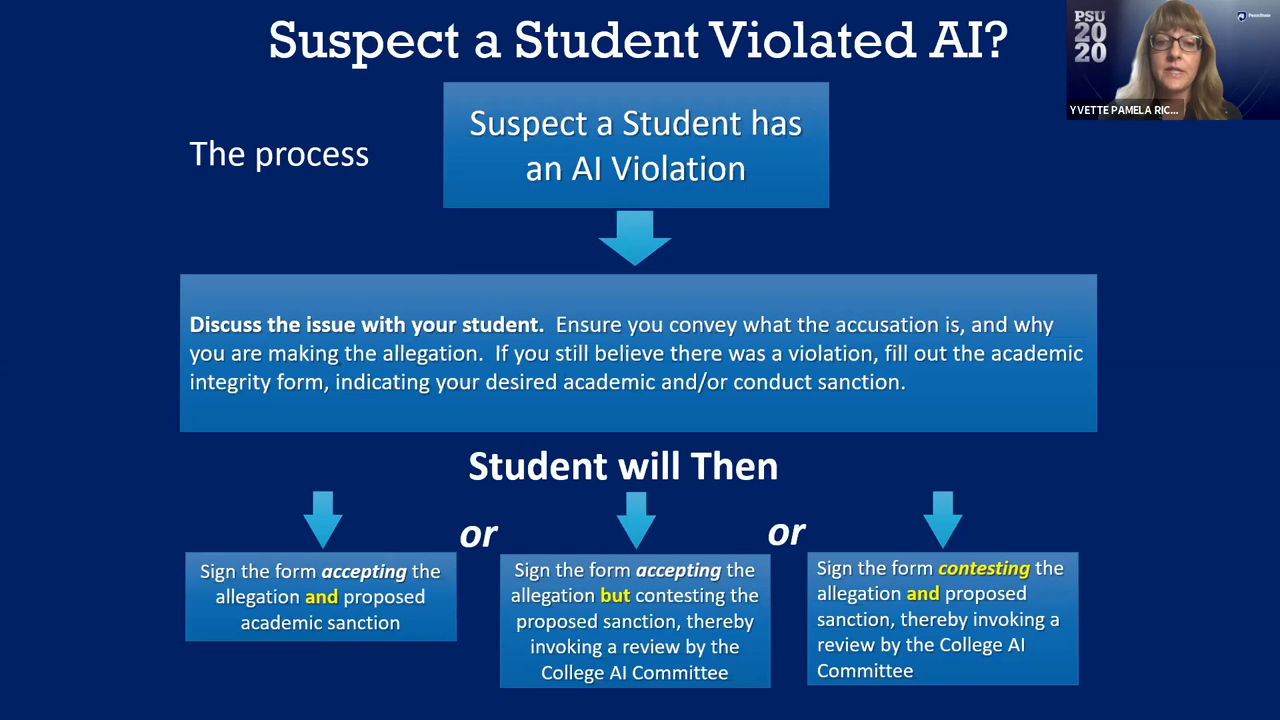 Suspect a Student Violated AI?
PSU
20
20
PennState
YVETTE PAMELA RIC...
The process
Suspect a Student has
an AI Violation
Discuss the issue with your student. Ensure you convey what the accusation is, and why
you are making the allegation. If you still believe there was a violation, fill out the academic
integrity form, indicating your desired academic and/or conduct sanction.
Student will Then
or
or
Sign the form accepting the
allegation and proposed
academic sanction
Sign the form accepting the
allegation but contesting the
proposed sanction, thereby
invoking a review by the
College AI Committee
Sign the form contesting the
allegation and proposed
sanction, thereby invoking a
review by the College AI
Committee